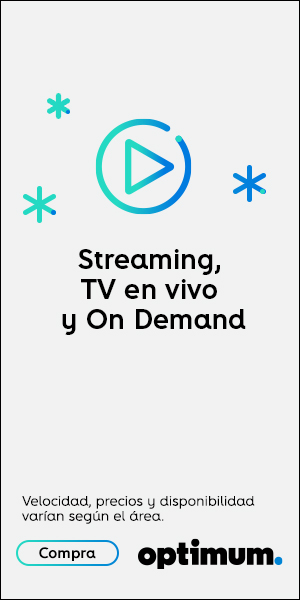 Streaming,
TV en vivo
y On Demand
Velocidad, precios y disponibilidad
varían según el área.
Compra
optimum.